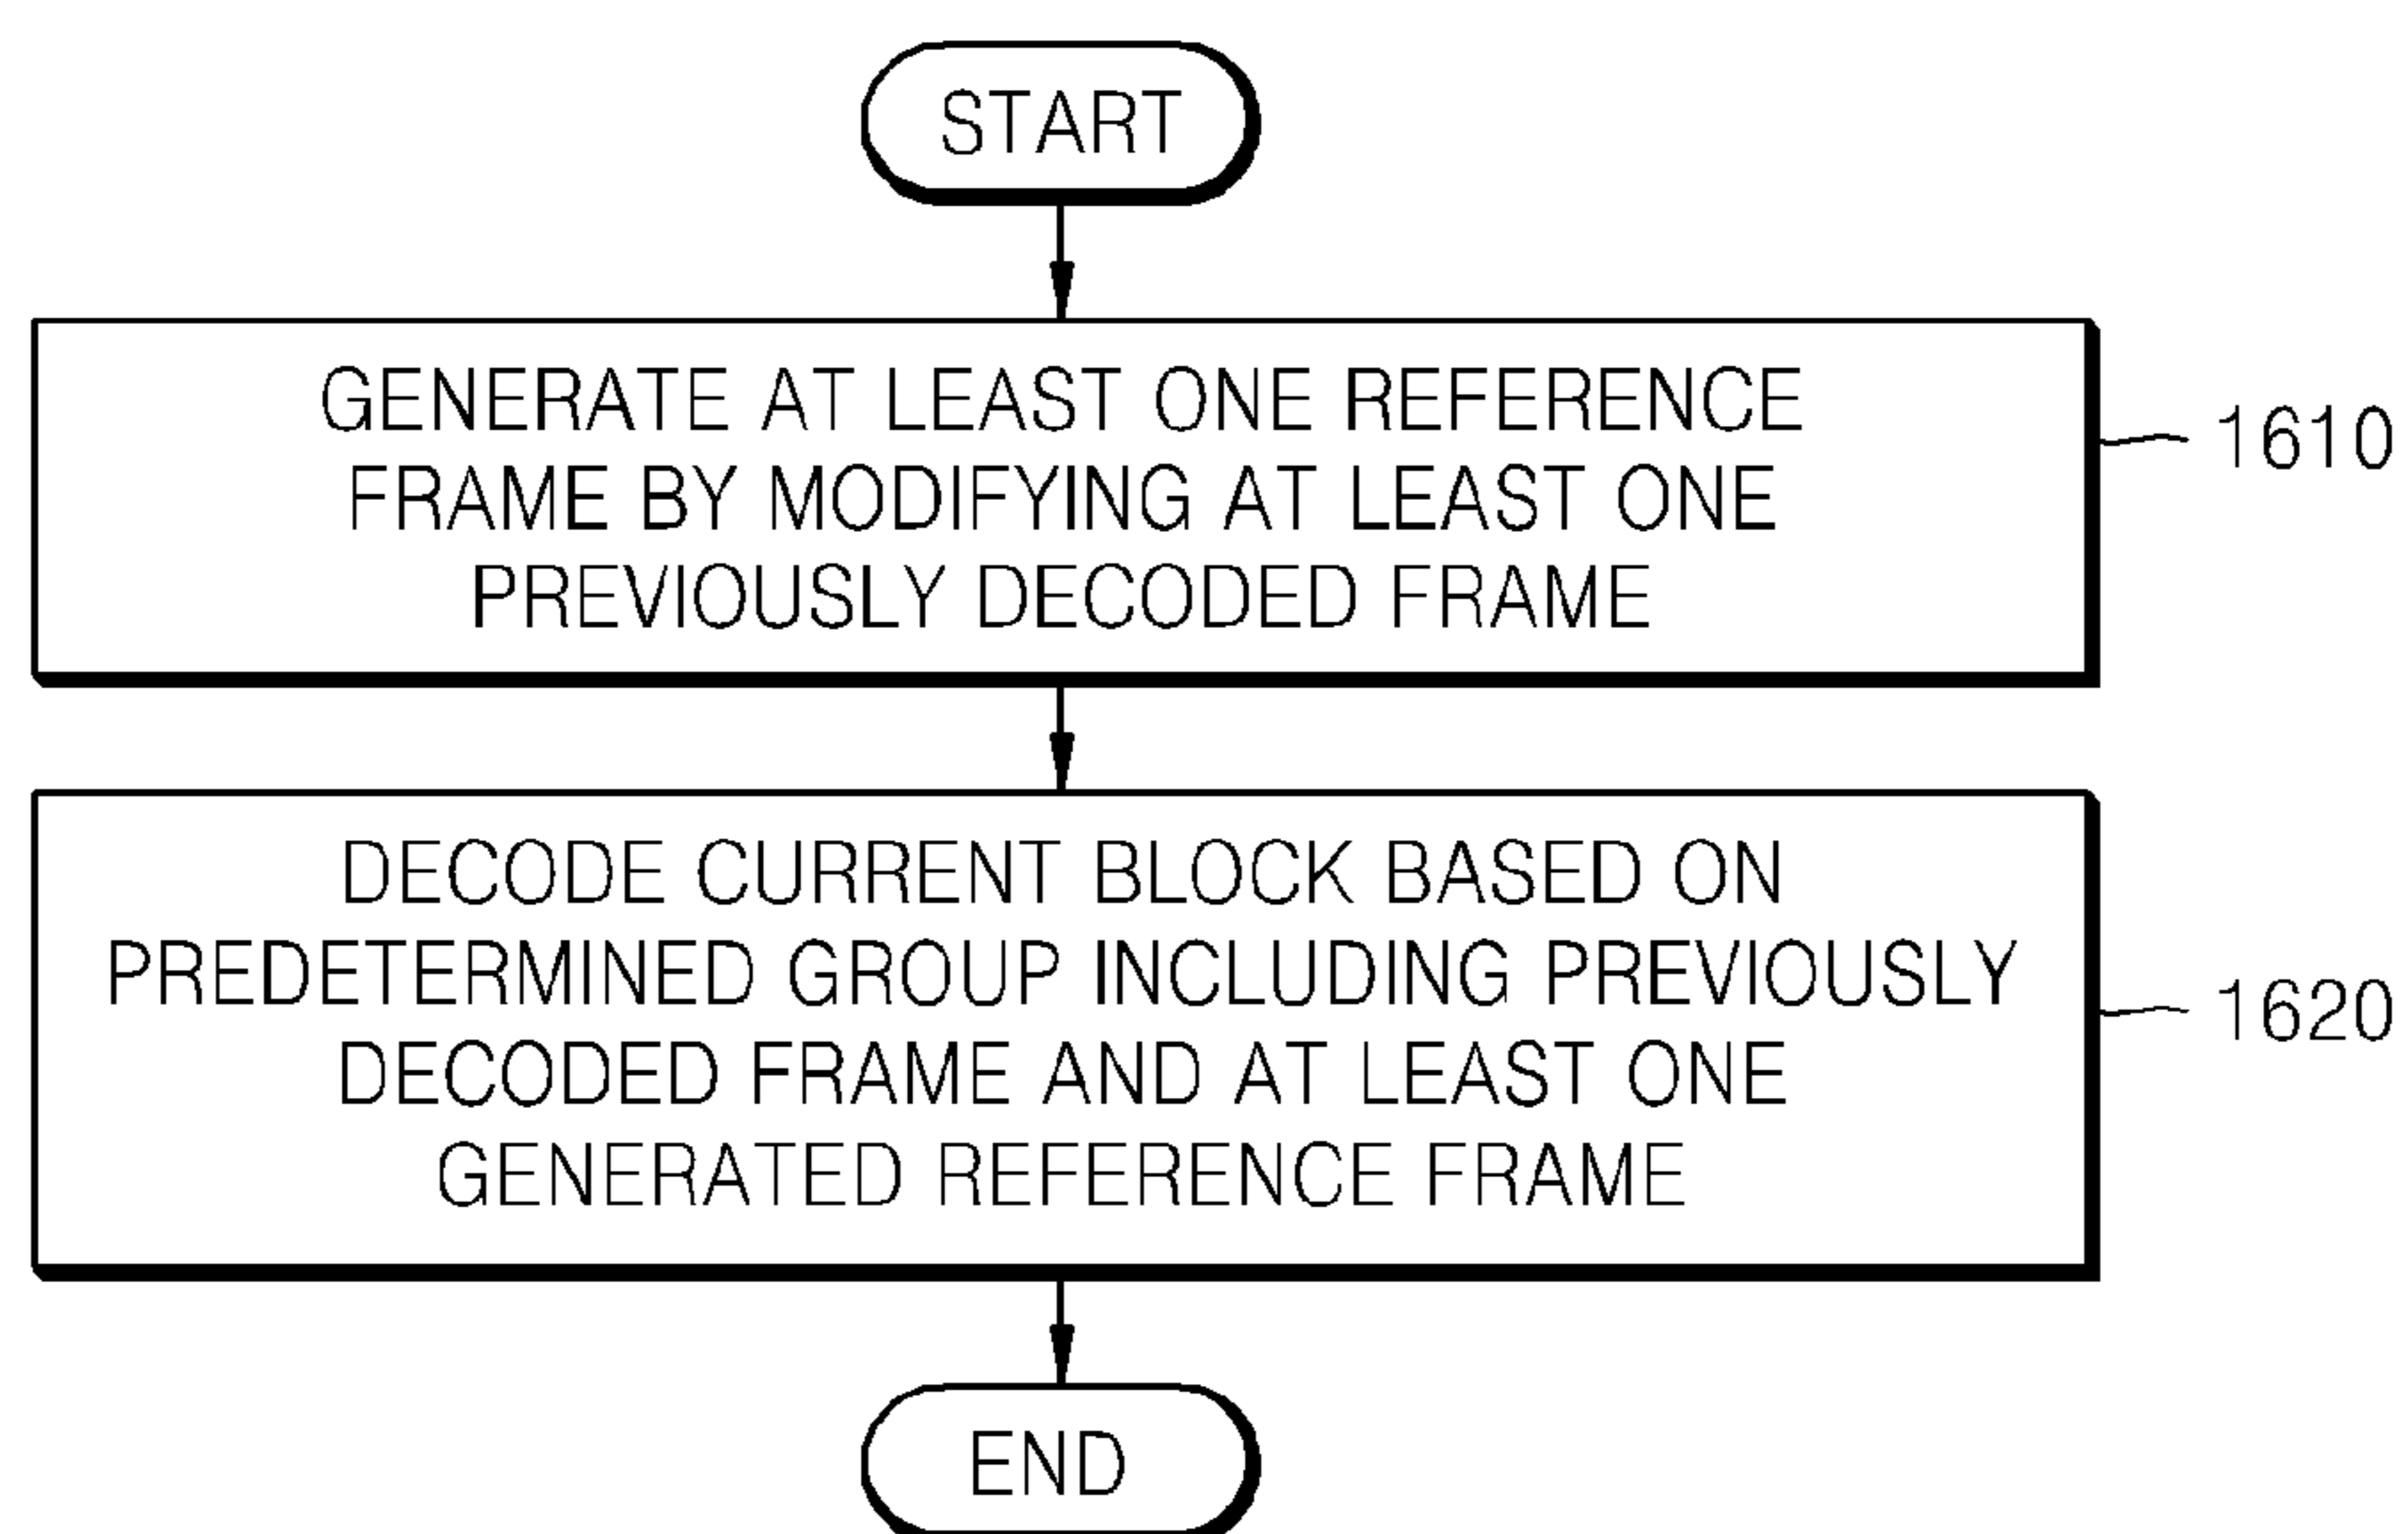 START
GENERATE AT LEAST ONE REFERENCE
FRAME BY MODIFYING AT LEAST ONE
PREVIOUSLY DECODED FRAME
1610
DECODE CURRENT BLOCK BASED ON
PREDETERMINED GROUP INCLUDING PREVIOUSLY
DECODED FRAME AND AT LEAST ONE
GENERATED REFERENCE FRAME
1620
END